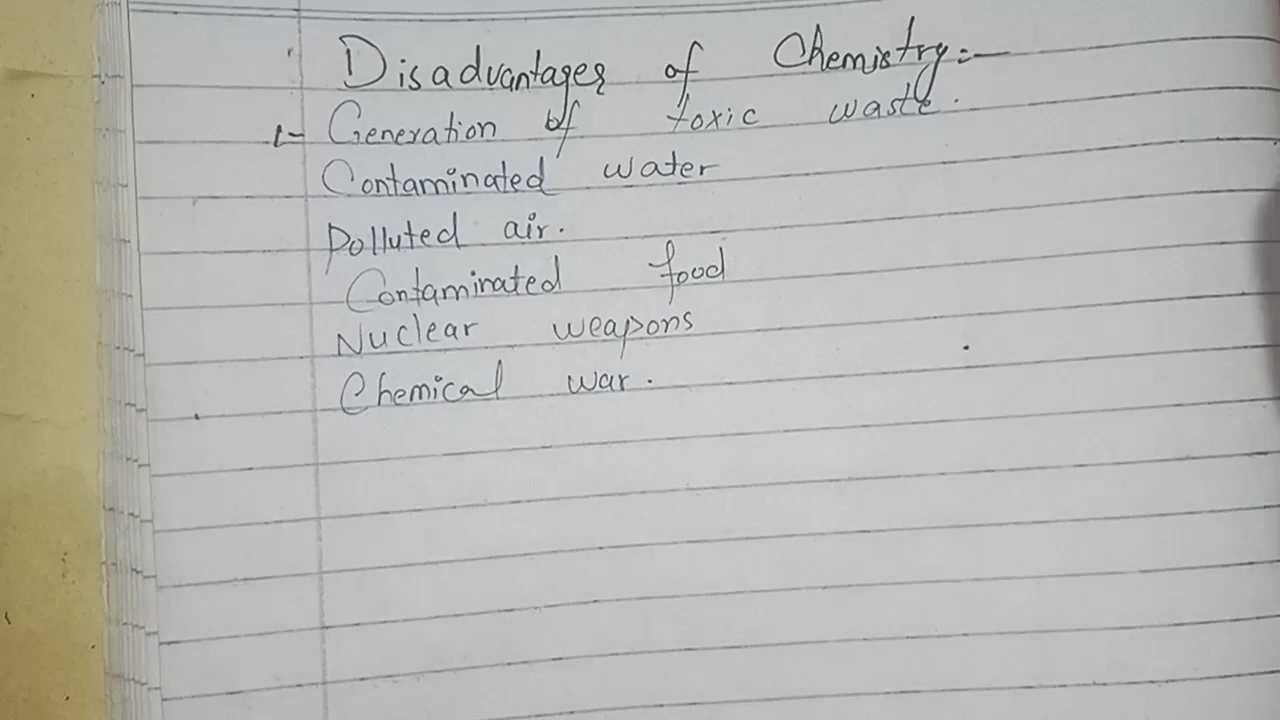 Disadvantages of Chemistry:-
1- Generation of toxic waste.
Contaminated water
Polluted air.
Contaminated food
Nuclear weapons
Chemical war.